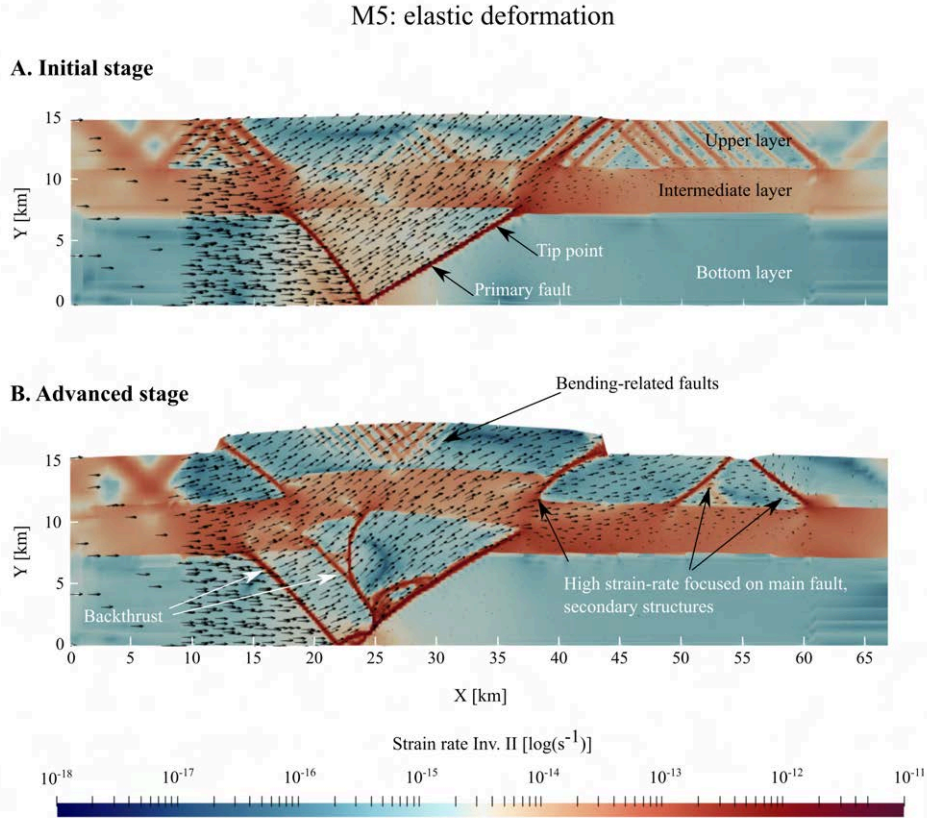 M5: elastic deformation
A. Initial stage
15
10
5
0
Y [km]
Upper layer
Intermediate layer
Tip point
Bottom layer
Primary fault
B. Advanced stage
Bending-related faults
15
10
5
0
Y [km]
Backthrust
High strain-rate focused on main fault,
secondary structures
0 5 10 15 20 25 30 35 40 45 50 55 60 65
X [km]
Strain rate Inv. II [log(s⁻¹)]
10⁻¹⁸ 10⁻¹⁷ 10⁻¹⁶ 10⁻¹⁵ 10⁻¹⁴ 10⁻¹³ 10⁻¹² 10⁻¹¹